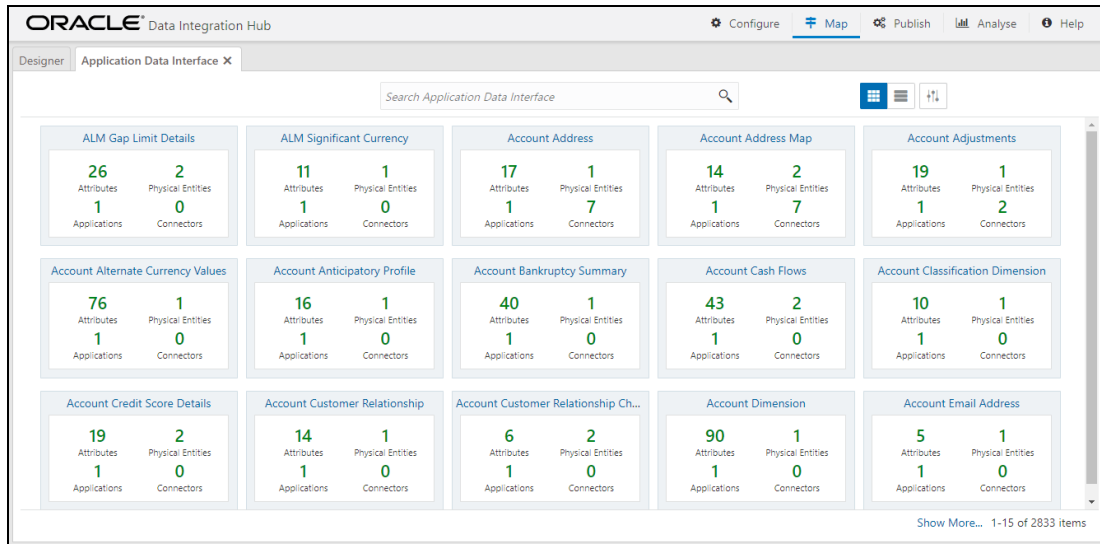 ORACLE® Data Integration Hub
Configure Map Publish Analyse Help
Designer Application Data Interface X
Search Application Data Interface
ALM Gap Limit Details ALM Significant Currency Account Address Account Address Map Account Adjustments
26 2 11 1 17 1 14 2 19 1
Attributes Physical Entities Attributes Physical Entities Attributes Physical Entities Attributes Physical Entities Attributes Physical Entities
1 0 1 0 1 7 1 7 1 2
Applications Connectors Applications Connectors Applications Connectors Applications Connectors Applications Connectors
Account Alternate Currency Values Account Anticipatory Profile Account Bankruptcy Summary Account Cash Flows Account Classification Dimension
76 1 16 1 40 1 43 2 10 1
Attributes Physical Entities Attributes Physical Entities Attributes Physical Entities Attributes Physical Entities Attributes Physical Entities
1 0 1 0 1 0 1 0 1 0
Applications Connectors Applications Connectors Applications Connectors Applications Connectors Applications Connectors
Account Credit Score Details Account Customer Relationship Account Customer Relationship Ch... Account Dimension Account Email Address
19 2 14 1 6 2 90 1 5 1
Attributes Physical Entities Attributes Physical Entities Attributes Physical Entities Attributes Physical Entities Attributes Physical Entities
1 0 1 0 1 0 1 0 1 0
Applications Connectors Applications Connectors Applications Connectors Applications Connectors Applications Connectors
Show More... 1-15 of 2833 items